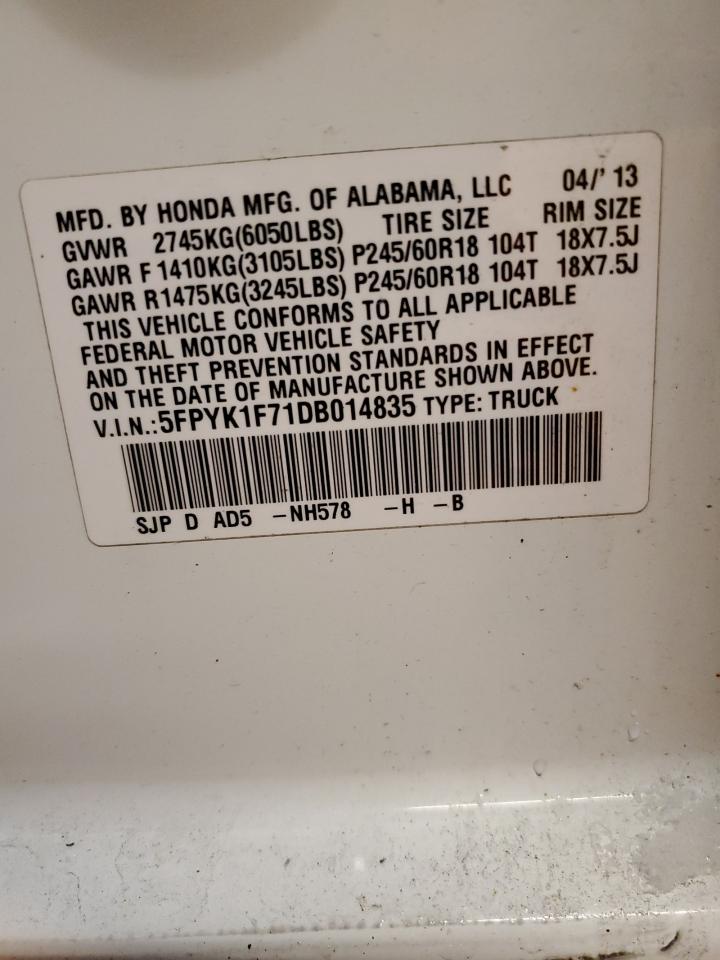 MFD. BY HONDA MFG. OF ALABAMA, LLC 04/' 13
GVWR 2745KG(6050LBS) TIRE SIZE RIM SIZE
GAWR F 1410KG(3105LBS) P245/60R18 104T 18X7.5J
GAWR R1475KG(3245LBS) P245/60R18 104T 18X7.5J
THIS VEHICLE CONFORMS TO ALL APPLICABLE
FEDERAL MOTOR VEHICLE SAFETY
AND THEFT PREVENTION STANDARDS IN EFFECT
ON THE DATE OF MANUFACTURE SHOWN ABOVE.
V.I.N.:5FPYK1F71DB014835 TYPE: TRUCK
SJP D AD5 -NH578 -H -B